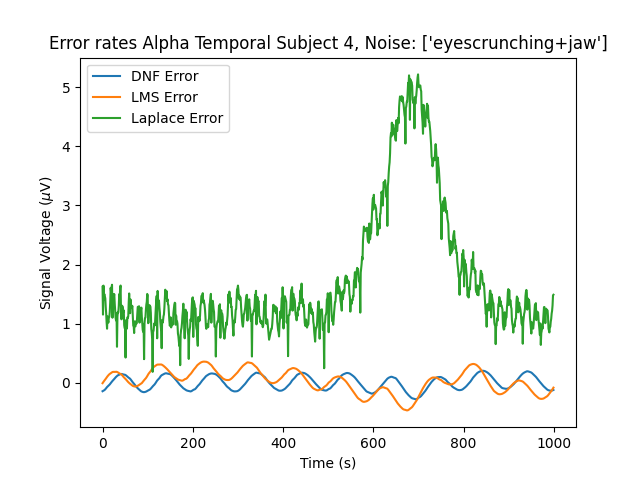 Error rates Alpha Temporal Subject 4, Noise: ['eyescrunching+jaw']
DNF Error
LMS Error
Laplace Error
Signal Voltage (μV)
5
4
3
2
1
0
0 200 400 600 800 1000
Time (s)